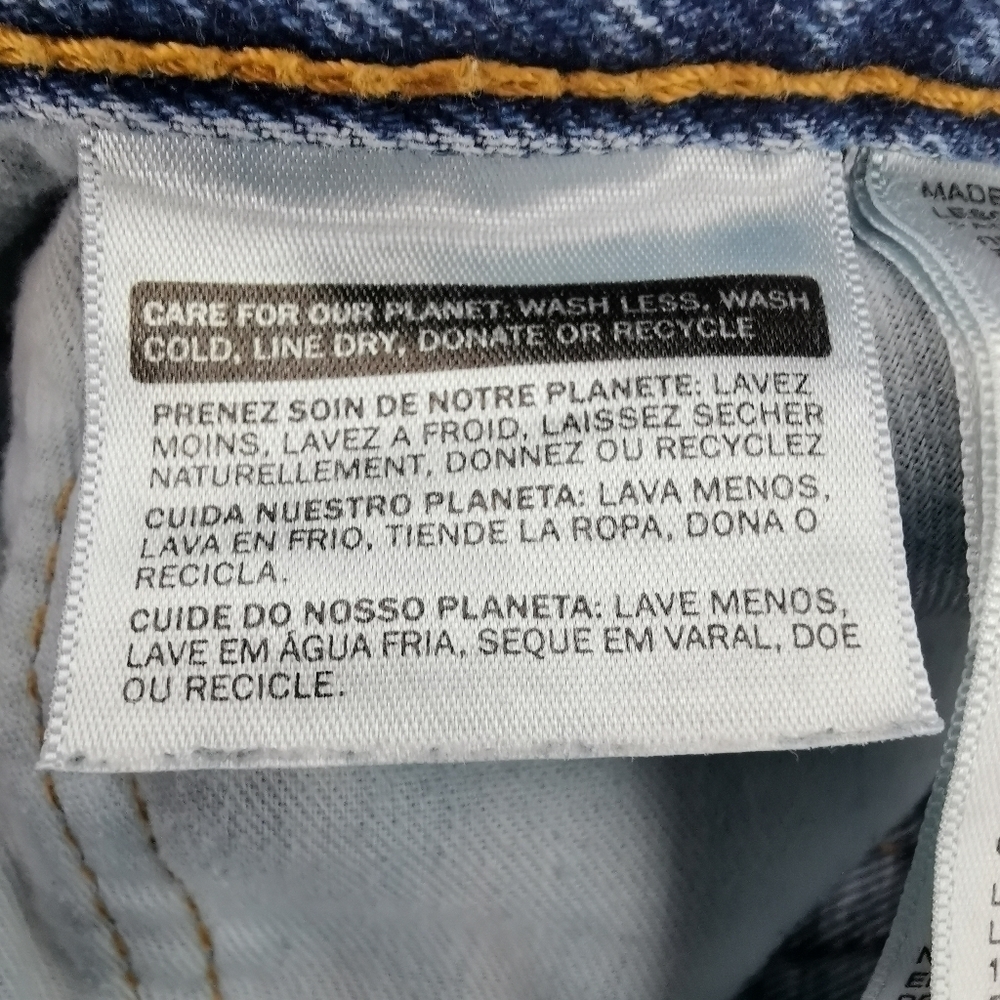 CARE FOR OUR PLANET: WASH LESS, WASH
COLD, LINE DRY, DONATE OR RECYCLE
PRENEZ SOIN DE NOTRE PLANETE: LAVEZ
MOINS, LAVEZ A FROID, LAISSEZ SECHER
NATURELLEMENT, DONNEZ OU RECYCLEZ
CUIDA NUESTRO PLANETA: LAVA MENOS,
LAVA EN FRIO, TIENDE LA ROPA, DONA O
RECICLA.
CUIDE DO NOSSO PLANETA: LAVE MENOS,
LAVE EM ÁGUA FRIA, SEQUE EM VARAL, DOE
OU RECICLE.
MADE